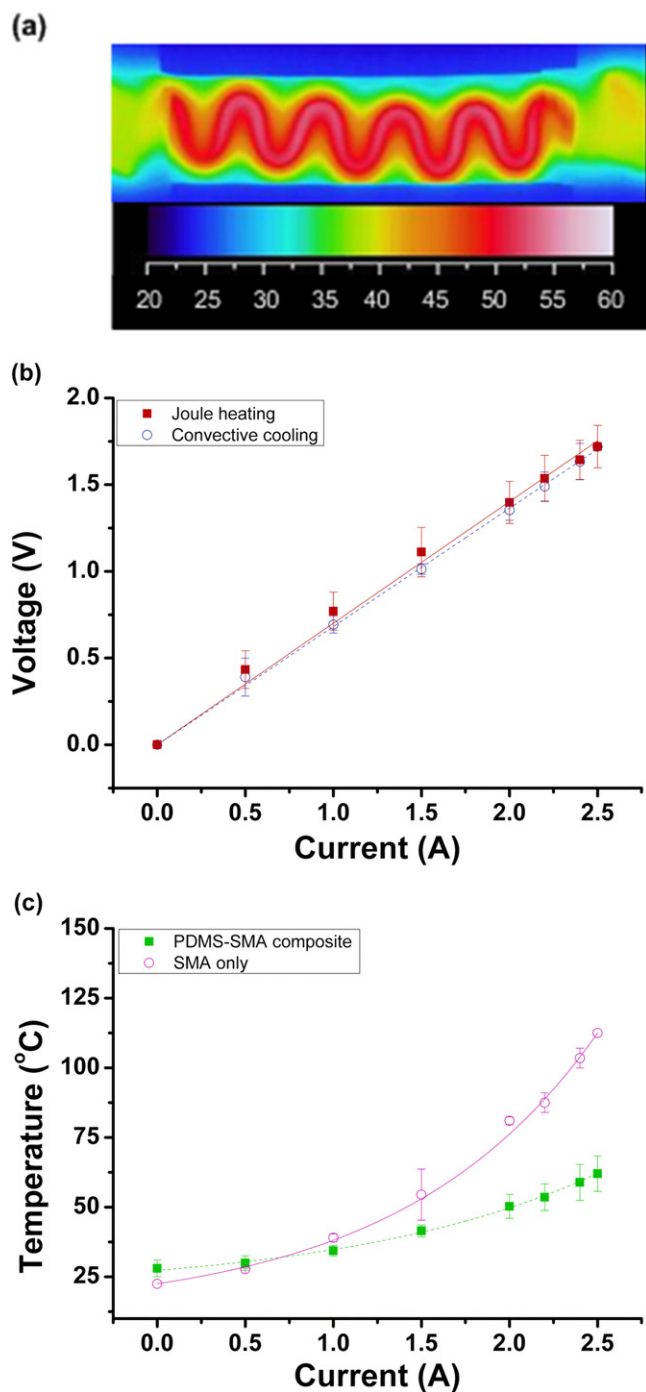 (a)
20 25 30 35 40 45 50 55 60
(b)
2.0
Joule heating
Convective cooling
1.5
1.0
0.5
0.0
Voltage (V)
0.0 0.5 1.0 1.5 2.0 2.5
Current (A)
(c)
150
PDMS-SMA composite
SMA only
125
100
75
50
25
Temperature (°C)
0.0 0.5 1.0 1.5 2.0 2.5
Current (A)